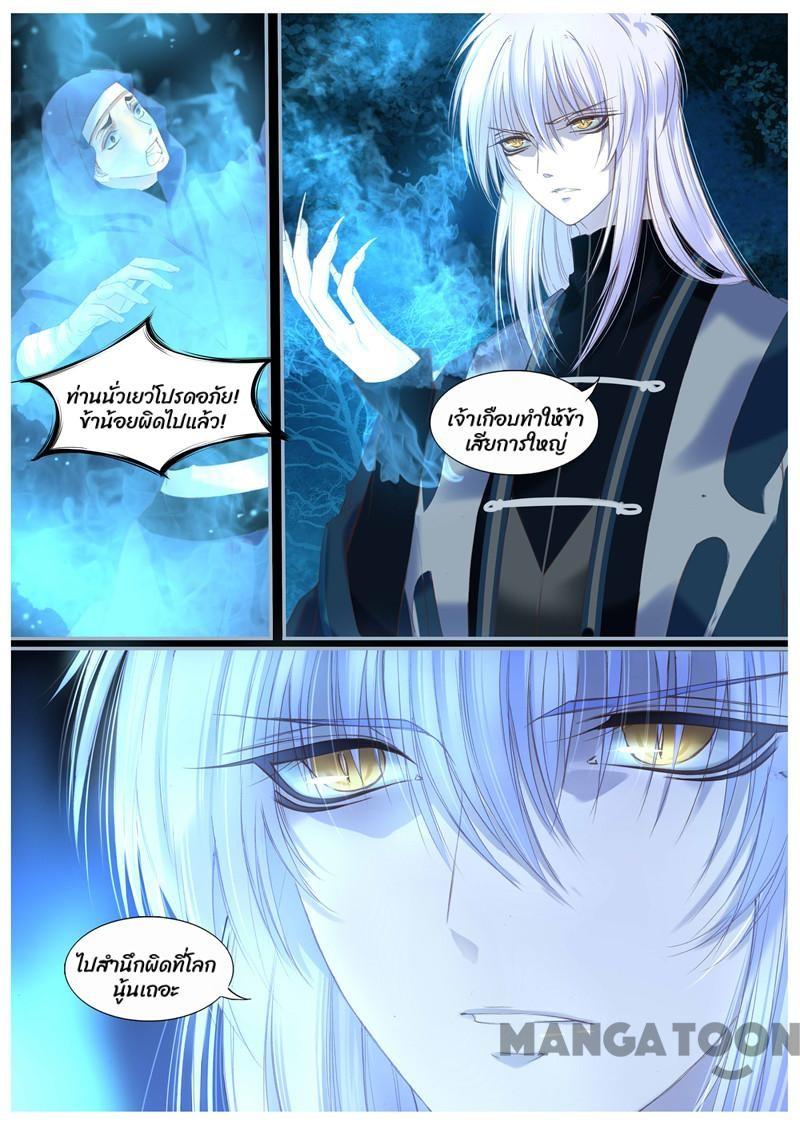 ท่านนั่วเยว่โปรดอภัย!
ข้าน้อยผิดไปแล้ว!
เจ้าเกือบทำให้ข้า
เสียการใหญ่
ไปสำนึกผิดที่โลก
นู้นเถอะ
MANGATOON